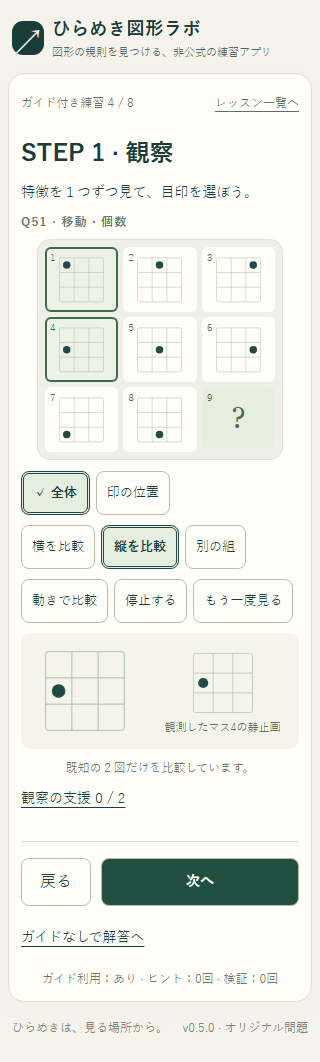 ひらめき図形ラボ
図形の規則を見つける、非公式の練習アプリ
ガイド付き練習 4 / 8
レッスン一覧へ
STEP 1 · 観察
特徴を1つずつ見て、目印を選ぼう。
Q51 · 移動 · 個数
1 2 3
4 5 6
7 8 9
?
✓ 全体 印の位置
横を比較 縦を比較 別の組
動きで比較 停止する もう一度見る
観測したマス4の静止画
既知の2図だけを比較しています。
観察の支援 0 / 2
戻る 次へ
ガイドなしで解答へ
ガイド利用：あり · ヒント：0回 · 検証：0回
ひらめきは、見る場所から。 v0.5.0 · オリジナル問題